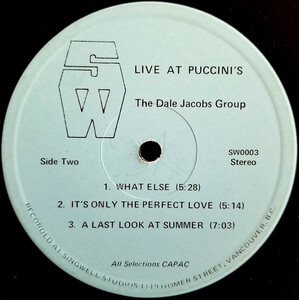 SW
LIVE AT PUCCINI'S
The Dale Jacobs Group
Side Two
SW0003
Stereo
1. WHAT ELSE (5:28)
2. IT'S ONLY THE PERFECT LOVE (5:14)
3. A LAST LOOK AT SUMMER (7:03)
All Selections CAPAC
RECORDED AT SINGWELL STUDIOS 1119 HOMER STREET, VANCOUVER, B.C.